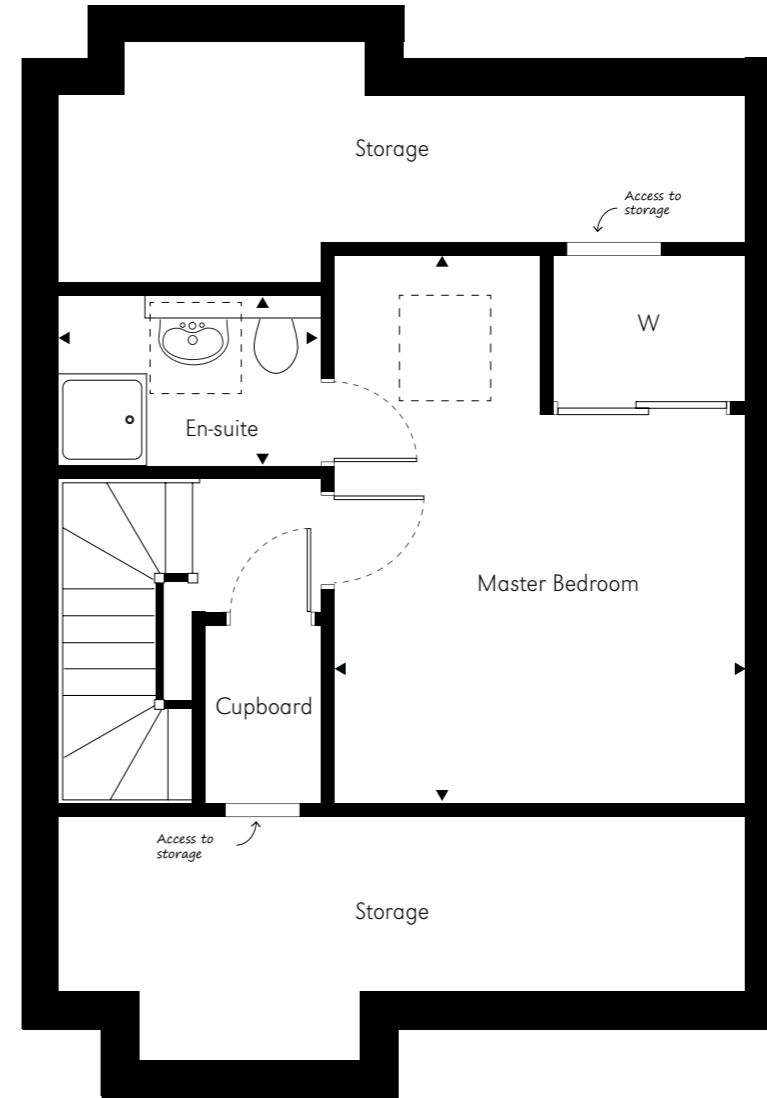 Storage
Access to
storage
W
En-suite
Master Bedroom
Cupboard
Access to
storage
Storage